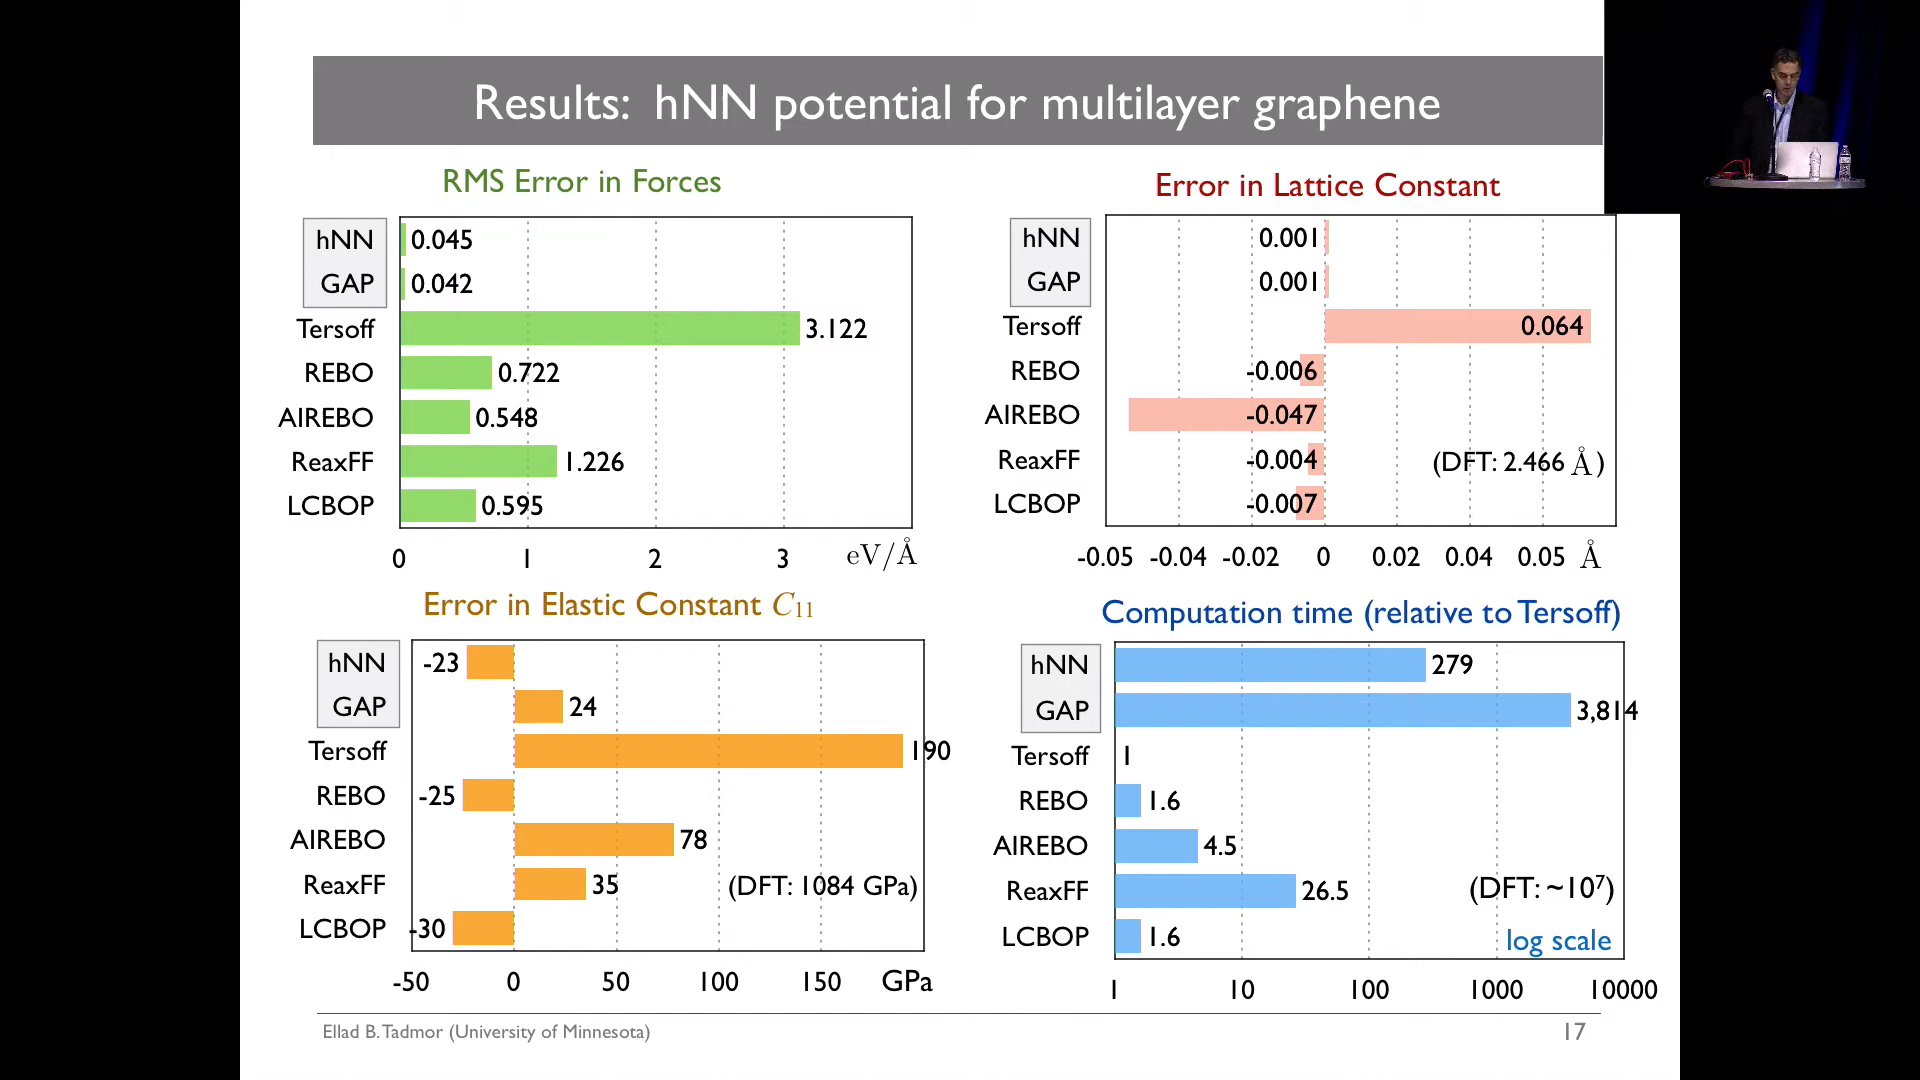 Results: hNN potential for multilayer graphene
RMS Error in Forces
hNN 0.045
GAP 0.042
Tersoff 3.122
REBO 0.722
AIREBO 0.548
ReaxFF 1.226
LCBOP 0.595
0 1 2 3 eV/Å
Error in Lattice Constant
hNN 0.001
GAP 0.001
Tersoff 0.064
REBO -0.006
AIREBO -0.047
ReaxFF -0.004 (DFT: 2.466 Å)
LCBOP -0.007
-0.05 -0.04 -0.02 0 0.02 0.04 0.05 Å
Error in Elastic Constant C₁₁
hNN -23
GAP 24
Tersoff 190
REBO -25
AIREBO 78
ReaxFF 35 (DFT: 1084 GPa)
LCBOP -30
-50 0 50 100 150 GPa
Computation time (relative to Tersoff)
hNN 279
GAP 3,814
Tersoff 1
REBO 1.6
AIREBO 4.5
ReaxFF 26.5 (DFT: ~10⁷)
LCBOP 1.6 log scale
1 10 100 1000 10000
Ellad B. Tadmor (University of Minnesota) 17